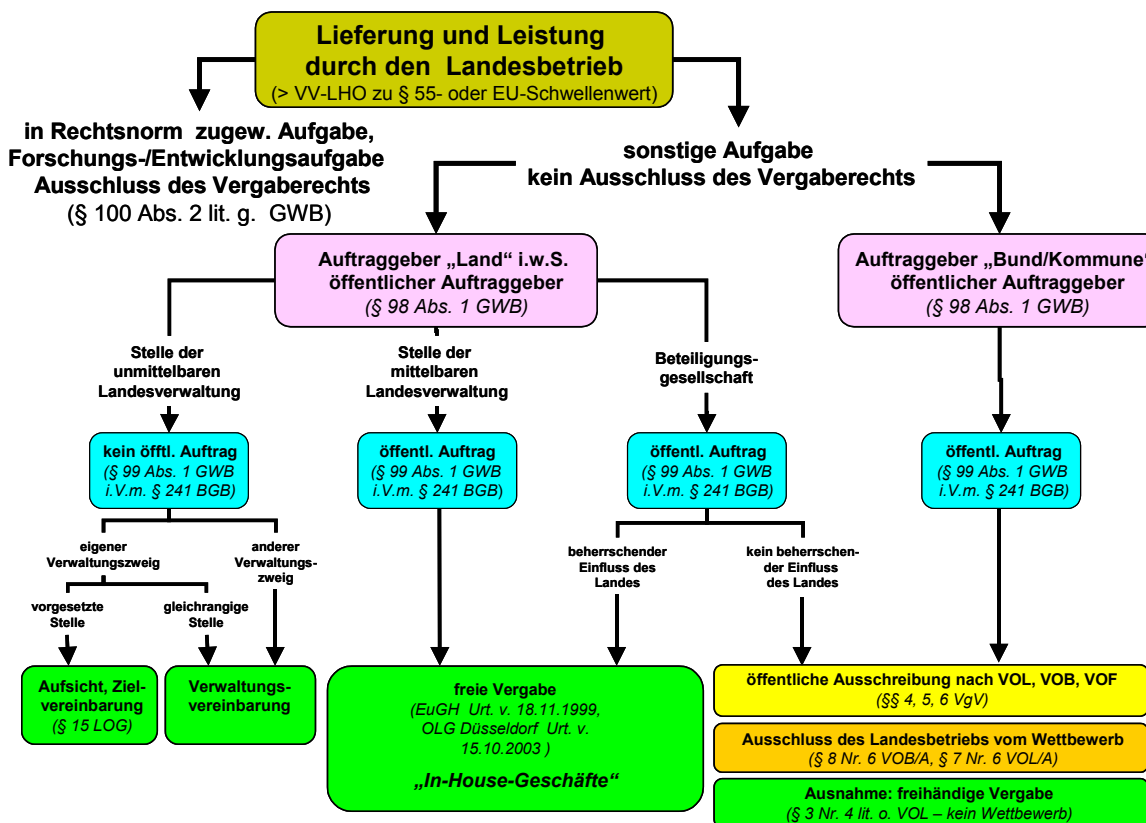 Lieferung und Leistung
durch den Landesbetrieb
(> VV-LHO zu § 55- oder EU-Schwellenwert)
in Rechtsnorm zugew. Aufgabe,
Forschungs-/Entwicklungsaufgabe
Ausschluss des Vergaberechts
(§ 100 Abs. 2 lit. g. GWB)
sonstige Aufgabe
kein Ausschluss des Vergaberechts
Auftraggeber „Land“ i.w.S.
öffentlicher Auftraggeber
(§ 98 Abs. 1 GWB)
Auftraggeber „Bund/Kommune“
öffentlicher Auftraggeber
(§ 98 Abs. 1 GWB)
Stelle der
unmittelbaren
Landesverwaltung
Stelle der
mittelbaren
Landesverwaltung
Beteiligungs-
gesellschaft
kein öfftl. Auftrag
(§ 99 Abs. 1 GWB
i.V.m. § 241 BGB)
öffentl. Auftrag
(§ 99 Abs. 1 GWB
i.V.m. § 241 BGB)
öffentl. Auftrag
(§ 99 Abs. 1 GWB
i.V.m. § 241 BGB)
öffentl. Auftrag
(§ 99 Abs. 1 GWB
i.V.m. § 241 BGB)
eigener
Verwaltungszweig
anderer
Verwaltungs-
zweig
beherrschender
Einfluss des
Landes
kein beherrschen-
der Einfluss
des Landes
vorgesetzte
Stelle
gleichrangige
Stelle
Aufsicht, Ziel-
vereinbarung
(§ 15 LOG)
Verwaltungs-
vereinbarung
freie Vergabe
(EuGH Urt. v. 18.11.1999,
OLG Düsseldorf Urt. v.
15.10.2003 )
„In-House-Geschäfte“
öffentliche Ausschreibung nach VOL, VOB, VOF
(§§ 4, 5, 6 VgV)
Ausschluss des Landesbetriebs vom Wettbewerb
(§ 8 Nr. 6 VOB/A, § 7 Nr. 6 VOL/A)
Ausnahme: freihändige Vergabe
(§ 3 Nr. 4 lit. o. VOL – kein Wettbewerb)